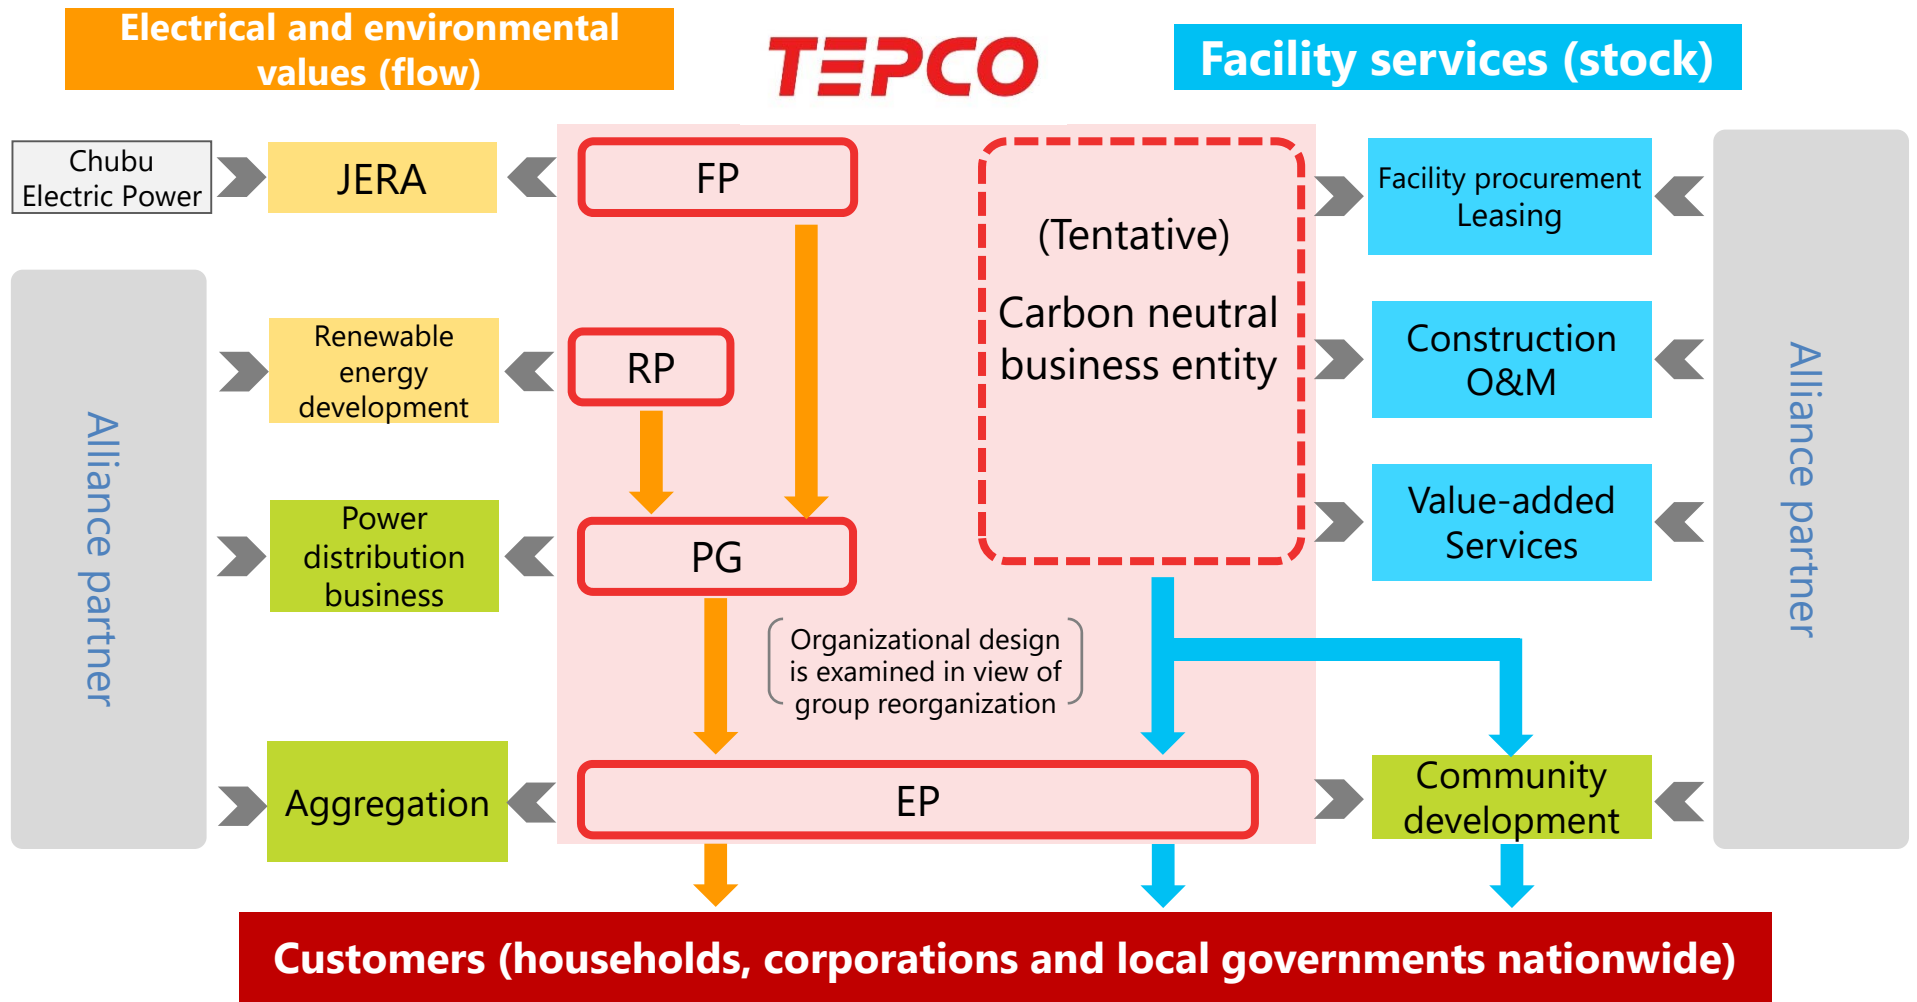 Electrical and environmental
values (flow)
TEPCO
Facility services (stock)
Chubu
Electric Power
JERA
FP
(Tentative)
Carbon neutral
business entity
Facility procurement
Leasing
Alliance partner
Renewable
energy
development
RP
Construction
O&M
Alliance partner
Power
distribution
business
PG
Value-added
Services
Organizational design
is examined in view of
group reorganization
Aggregation
EP
Community
development
Customers (households, corporations and local governments nationwide)